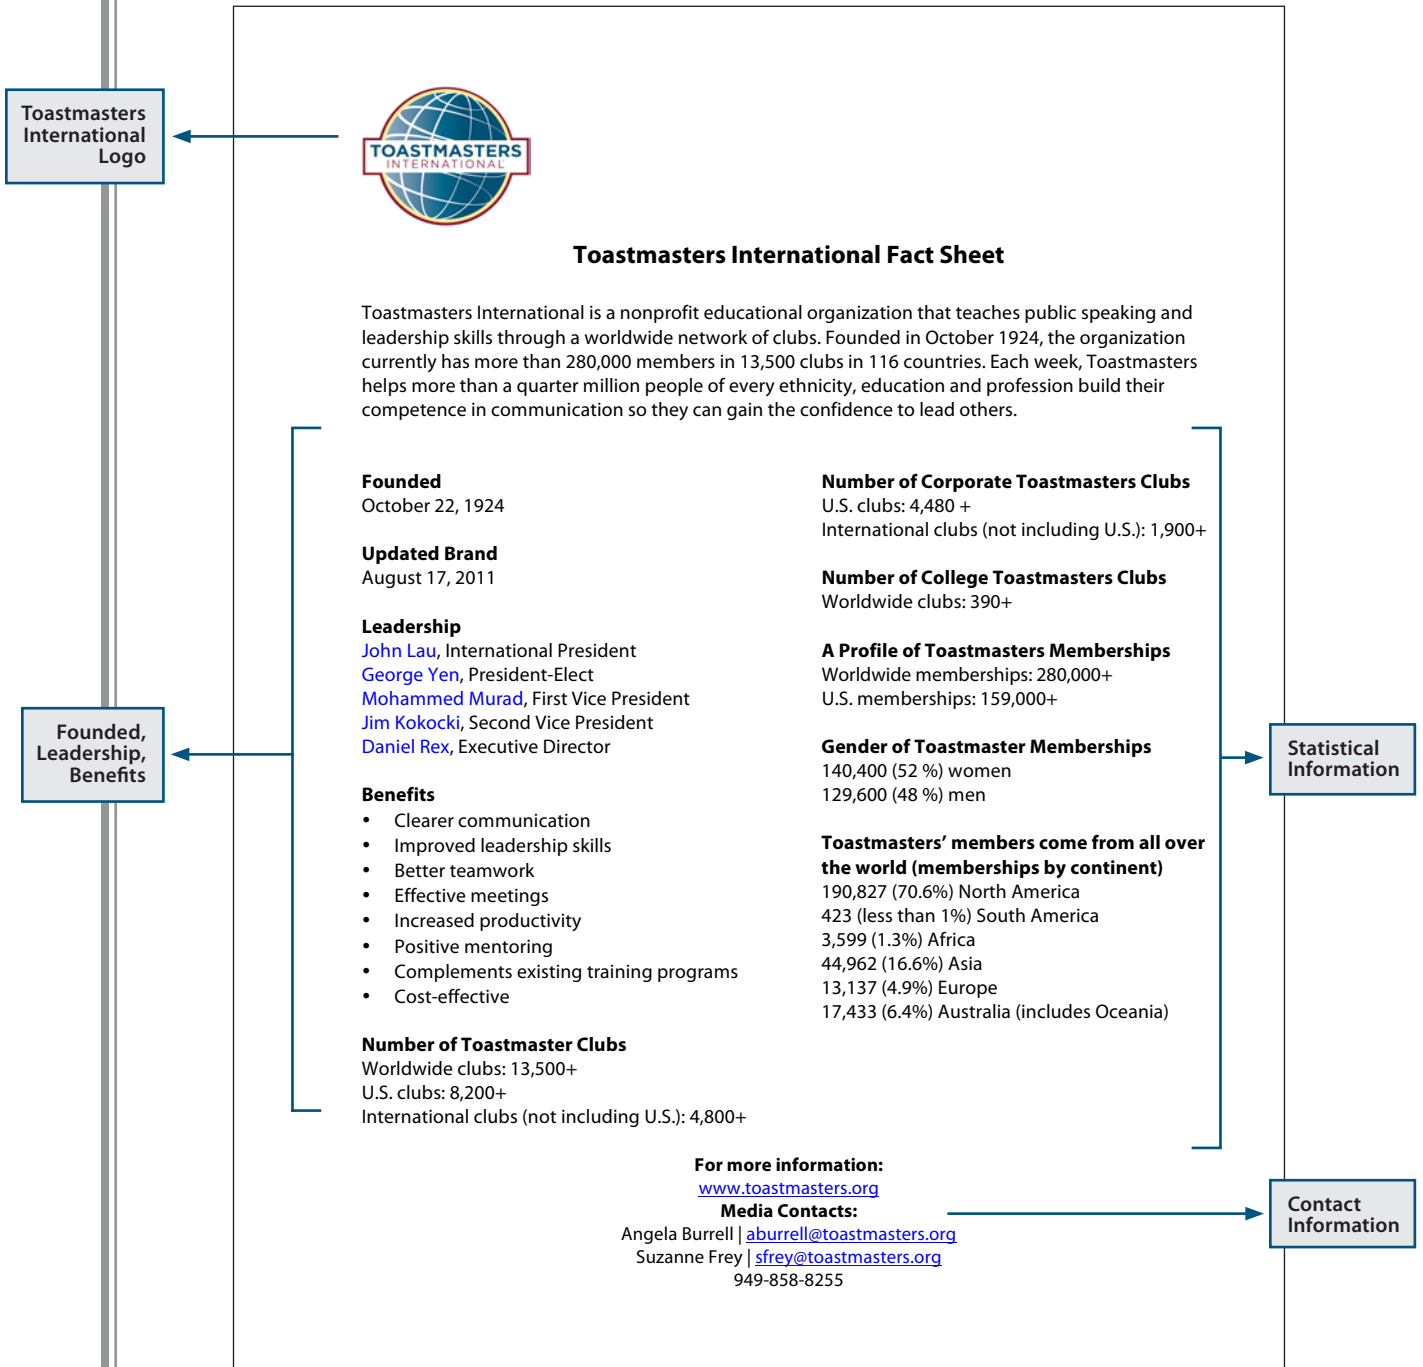 Toastmasters
International
Logo
TOASTMASTERS
INTERNATIONAL
Toastmasters International Fact Sheet
Toastmasters International is a nonprofit educational organization that teaches public speaking and
leadership skills through a worldwide network of clubs. Founded in October 1924, the organization
currently has more than 280,000 members in 13,500 clubs in 116 countries. Each week, Toastmasters
helps more than a quarter million people of every ethnicity, education and profession build their
competence in communication so they can gain the confidence to lead others.
Founded,
Leadership,
Benefits
Founded
October 22, 1924
Updated Brand
August 17, 2011
Leadership
John Lau, International President
George Yen, President-Elect
Mohammed Murad, First Vice President
Jim Kokocki, Second Vice President
Daniel Rex, Executive Director
Benefits
• Clearer communication
• Improved leadership skills
• Better teamwork
• Effective meetings
• Increased productivity
• Positive mentoring
• Complements existing training programs
• Cost-effective
Number of Toastmaster Clubs
Worldwide clubs: 13,500+
U.S. clubs: 8,200+
International clubs (not including U.S.): 4,800+
Number of Corporate Toastmasters Clubs
U.S. clubs: 4,480 +
International clubs (not including U.S.): 1,900+
Number of College Toastmasters Clubs
Worldwide clubs: 390+
A Profile of Toastmasters Memberships
Worldwide memberships: 280,000+
U.S. memberships: 159,000+
Gender of Toastmaster Memberships
140,400 (52 %) women
129,600 (48 %) men
Toastmasters’ members come from all over
the world (memberships by continent)
190,827 (70.6%) North America
423 (less than 1%) South America
3,599 (1.3%) Africa
44,962 (16.6%) Asia
13,137 (4.9%) Europe
17,433 (6.4%) Australia (includes Oceania)
Statistical
Information
For more information:
www.toastmasters.org
Media Contacts:
Angela Burrell | aburrell@toastmasters.org
Suzanne Frey | sfrey@toastmasters.org
949-858-8255
Contact
Information